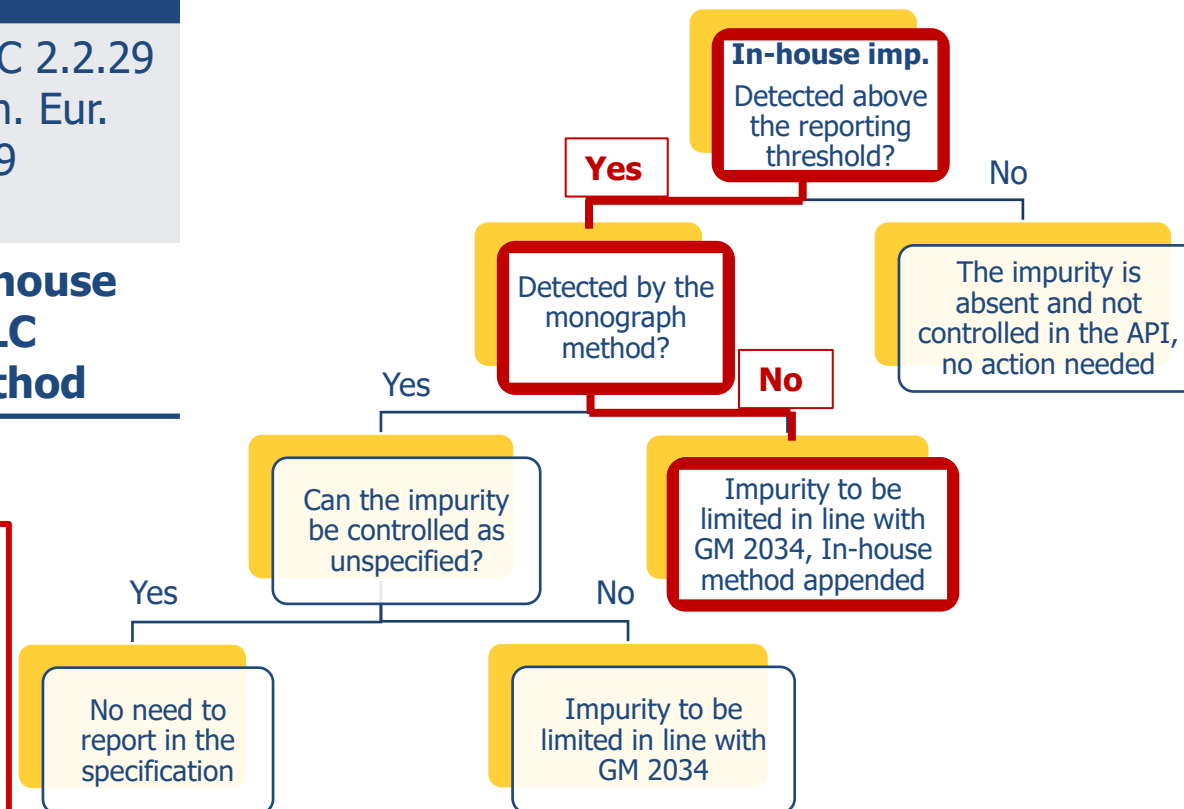 C 2.2.29
. Eur.
9
house
LC
thod
In-house imp.
Detected above
the reporting
threshold?
Yes
No
Detected by the
monograph
method?
The impurity is
absent and not
controlled in the API,
no action needed
Yes
No
Can the impurity
be controlled as
unspecified?
Impurity to be
limited in line with
GM 2034, In-house
method appended
Yes
No
No need to
report in the
specification
Impurity to be
limited in line with
GM 2034